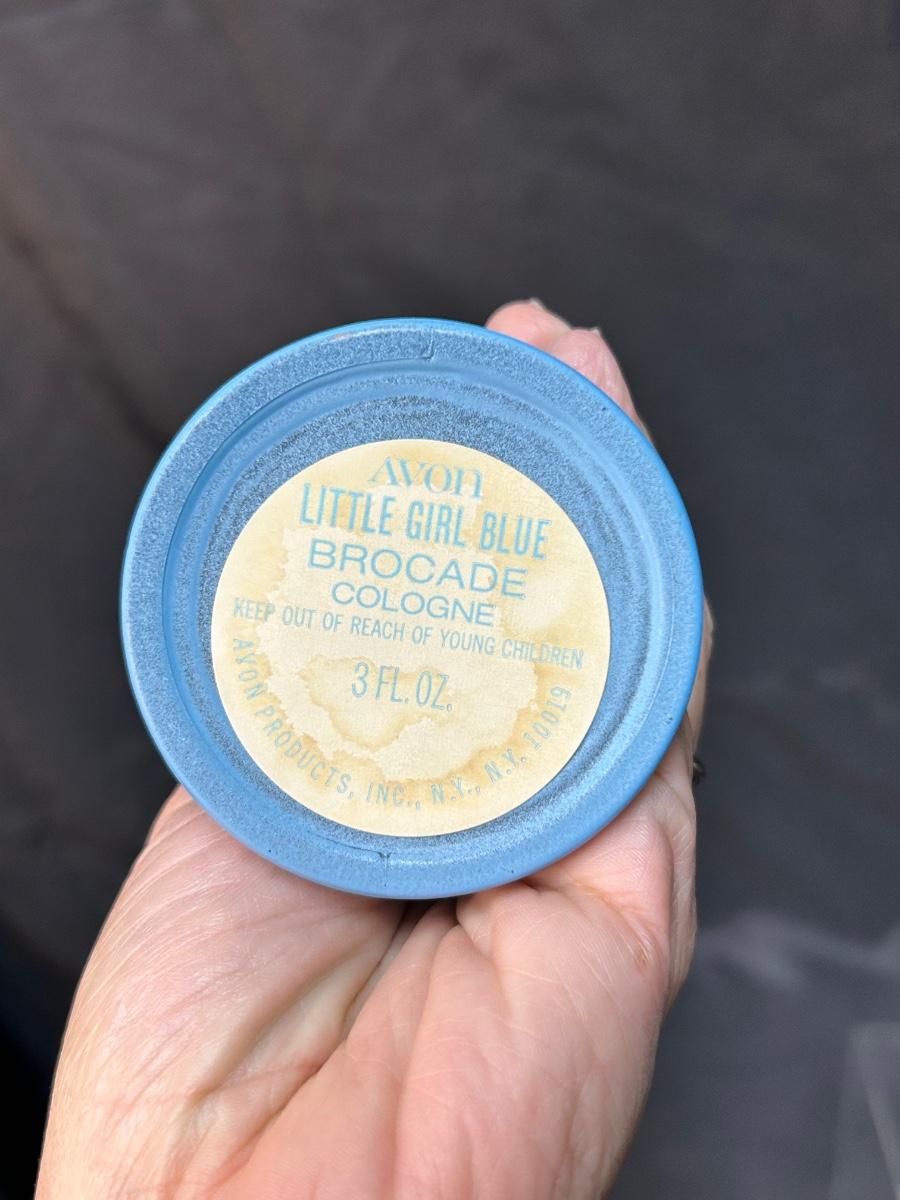 AVON
LITTLE GIRL BLUE
BROCADE
COLOGNE
KEEP OUT OF REACH OF YOUNG CHILDREN
3 FL. OZ.
AVON PRODUCTS, INC., N.Y., N.Y. 10019